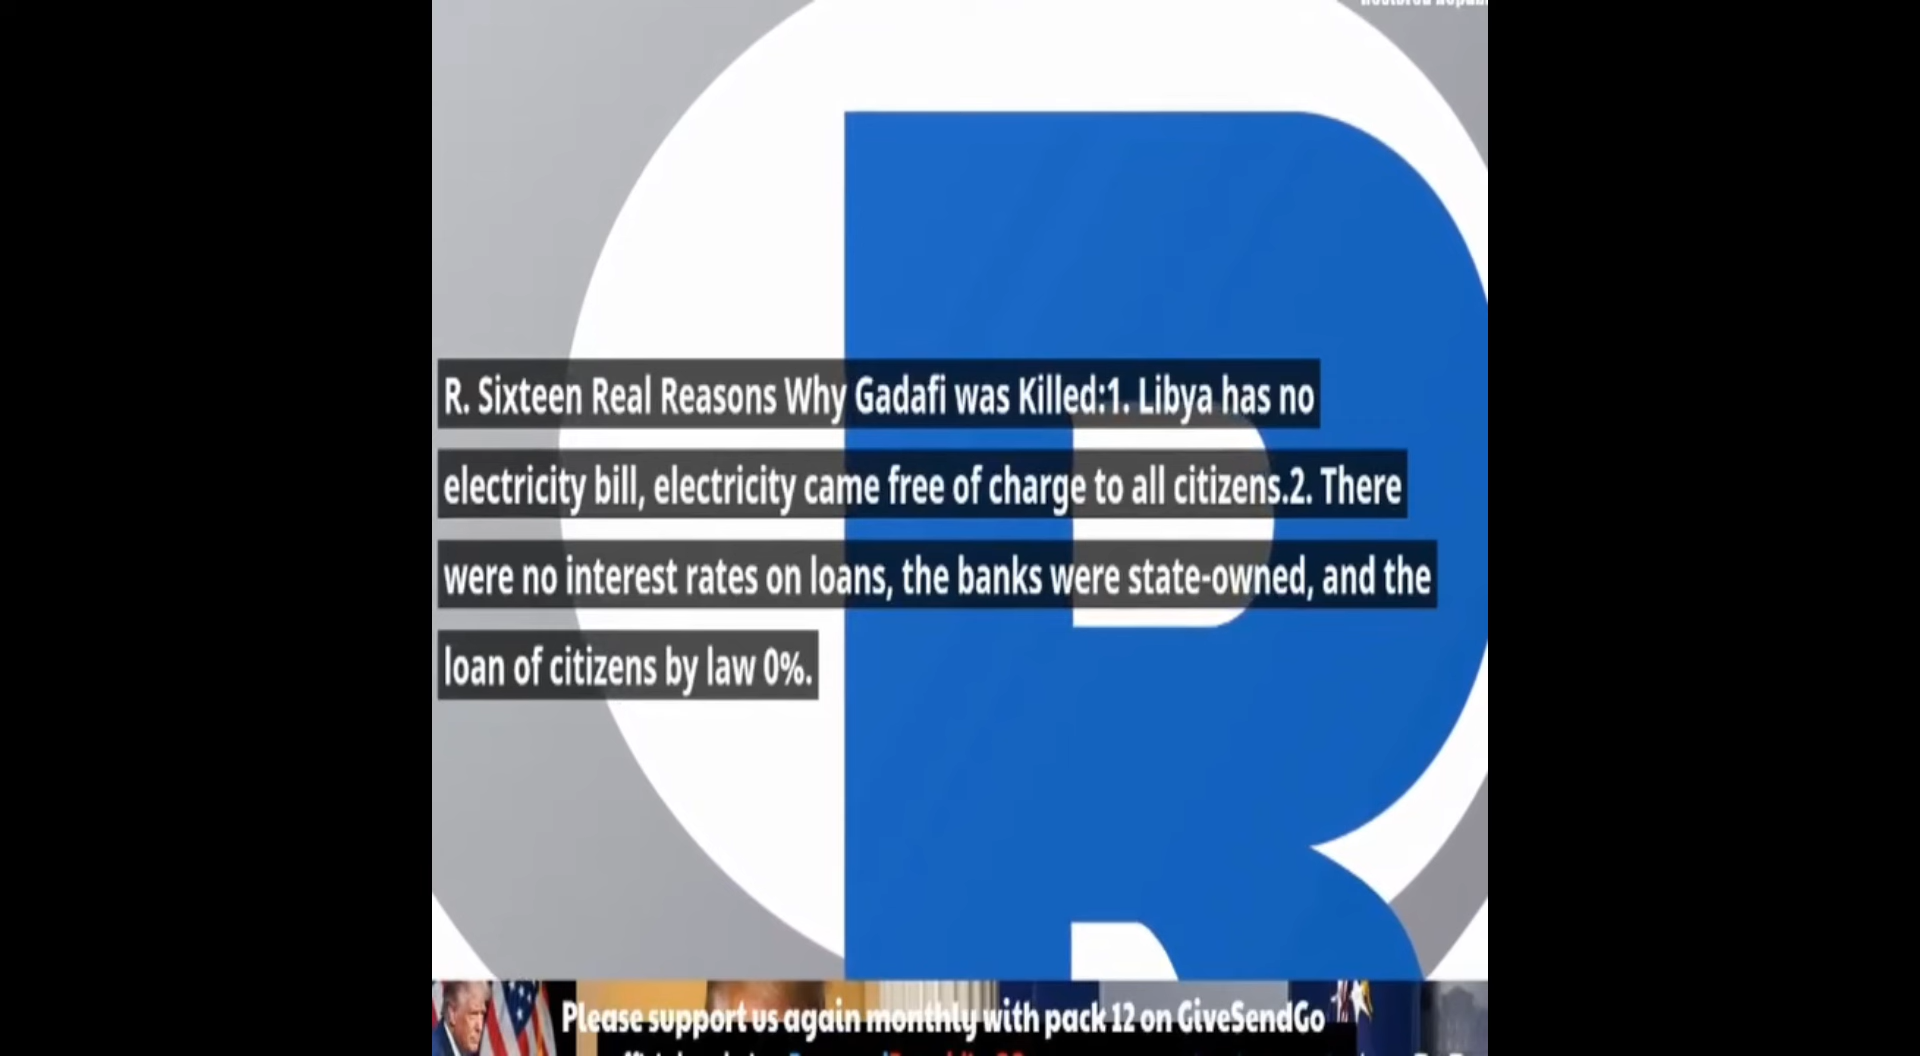 R. Sixteen Real Reasons Why Gadafi was Killed:1. Libya has no
electricity bill, electricity came free of charge to all citizens.2. There
were no interest rates on loans, the banks were state-owned, and the
loan of citizens by law 0%.
Please support us again monthly with pack 12 on GiveSendGo